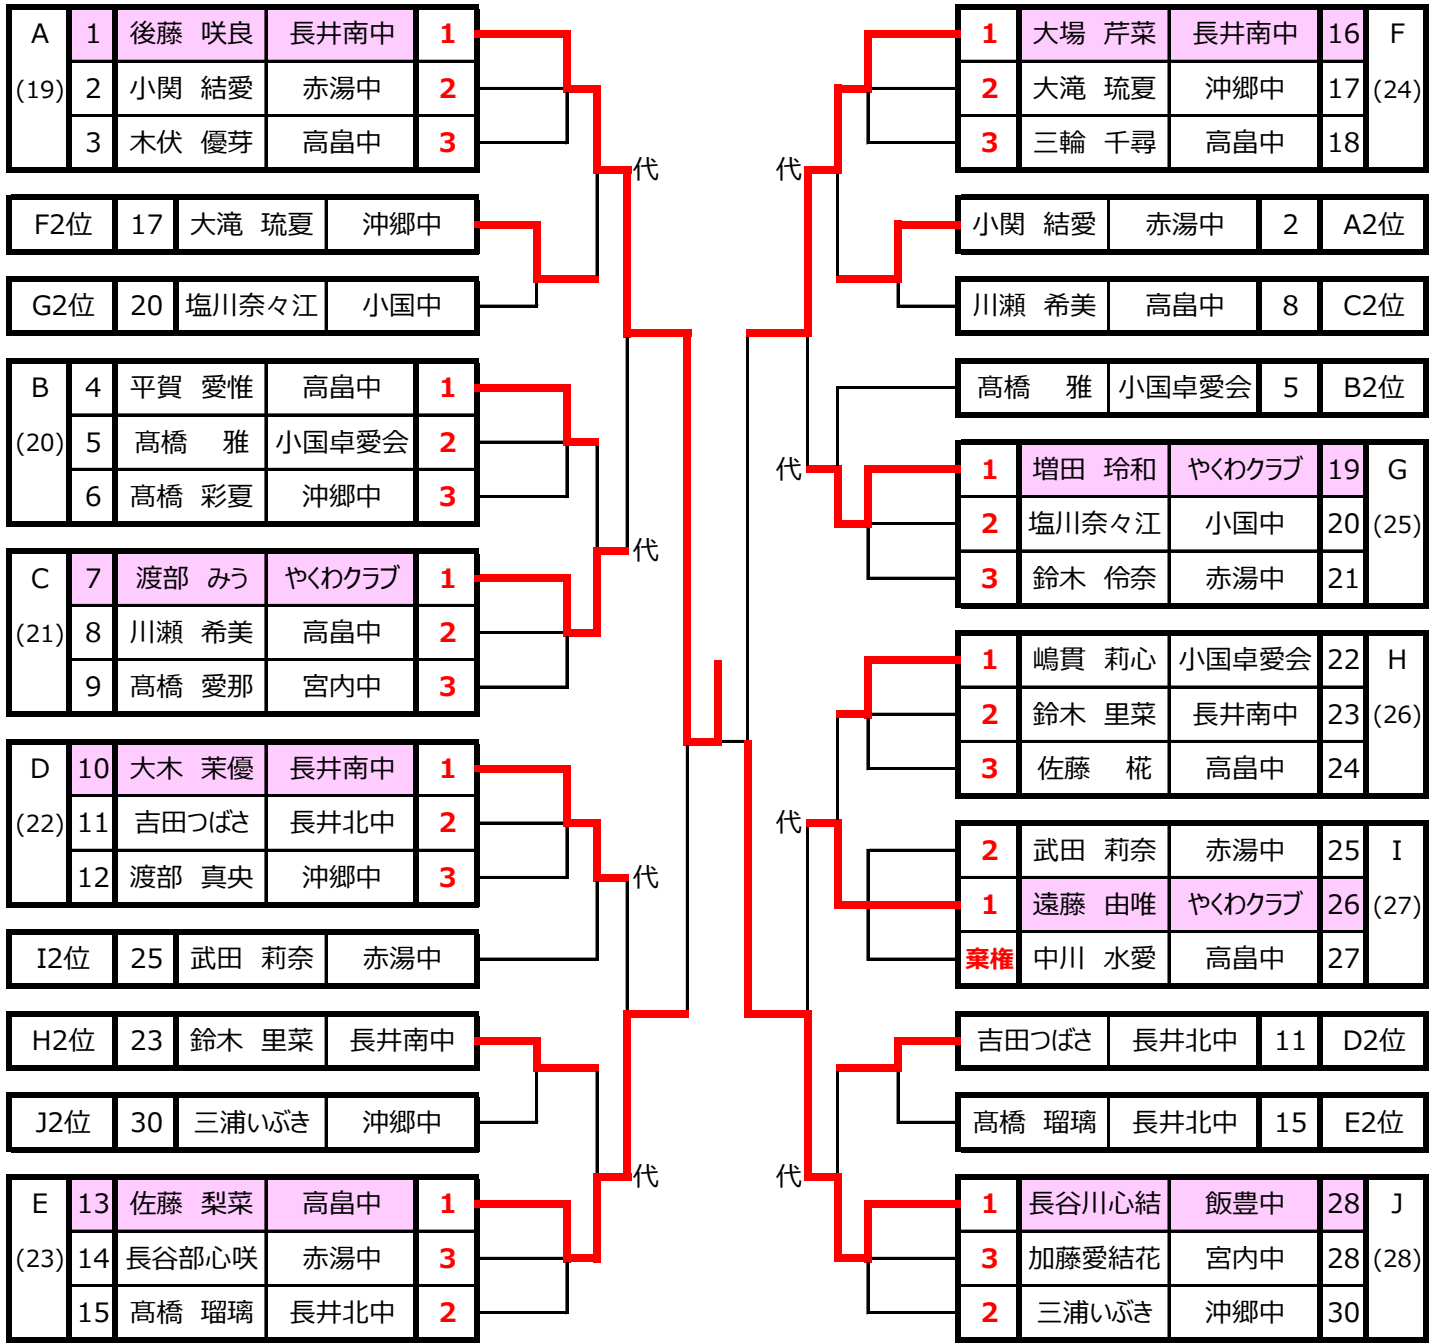 A 1 後藤 咲良 長井南中 1
(19) 2 小関 結愛 赤湯中 2
3 木伏 優芽 高畠中 3
代
F2位 17 大滝 琉夏 沖郷中
G2位 20 塩川奈々江 小国中
B 4 平賀 愛惟 高畠中 1
(20) 5 髙橋 雅 小国卓愛会 2
6 髙橋 彩夏 沖郷中 3
代
C 7 渡部 みう やくわクラブ 1
(21) 8 川瀬 希美 高畠中 2
9 髙橋 愛那 宮内中 3
D 10 大木 茉優 長井南中 1
(22) 11 吉田つばさ 長井北中 2
12 渡部 真央 沖郷中 3
代
I2位 25 武田 莉奈 赤湯中
H2位 23 鈴木 里菜 長井南中
J2位 30 三浦いぶき 沖郷中
代
E 13 佐藤 梨菜 高畠中 1
(23) 14 長谷部心咲 赤湯中 3
15 髙橋 瑠璃 長井北中 2
1 大場 芹菜 長井南中 16 F
2 大滝 琉夏 沖郷中 17 (24)
3 三輪 千尋 高畠中 18
代
小関 結愛 赤湯中 2 A2位
川瀬 希美 高畠中 8 C2位
髙橋 雅 小国卓愛会 5 B2位
代
1 増田 玲和 やくわクラブ 19 G
2 塩川奈々江 小国中 20 (25)
3 鈴木 伶奈 赤湯中 21
1 嶋貫 莉心 小国卓愛会 22 H
2 鈴木 里菜 長井南中 23 (26)
3 佐藤 椛 高畠中 24
代
2 武田 莉奈 赤湯中 25 I
1 遠藤 由唯 やくわクラブ 26 (27)
棄権 中川 水愛 高畠中 27
吉田つばさ 長井北中 11 D2位
髙橋 瑠璃 長井北中 15 E2位
代
1 長谷川心結 飯豊中 28 J
3 加藤愛結花 宮内中 28 (28)
2 三浦いぶき 沖郷中 30